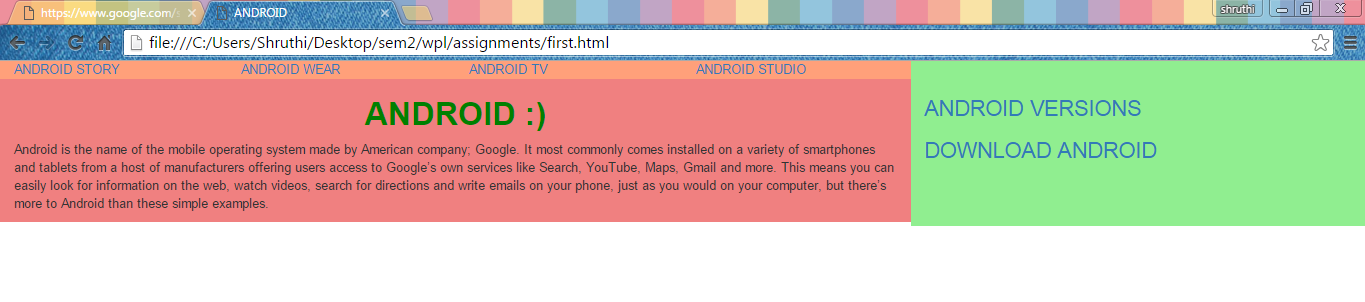 https://www.google.com/
ANDROID
shruthi
file:///C:/Users/Shruthi/Desktop/sem2/wpl/assignments/first.html
ANDROID STORY ANDROID WEAR ANDROID TV ANDROID STUDIO
ANDROID :)
Android is the name of the mobile operating system made by American company; Google. It most commonly comes installed on a variety of smartphones
and tablets from a host of manufacturers offering users access to Google's own services like Search, YouTube, Maps, Gmail and more. This means you can
easily look for information on the web, watch videos, search for directions and write emails on your phone, just as you would on your computer, but there's
more to Android than these simple examples.
ANDROID VERSIONS
DOWNLOAD ANDROID